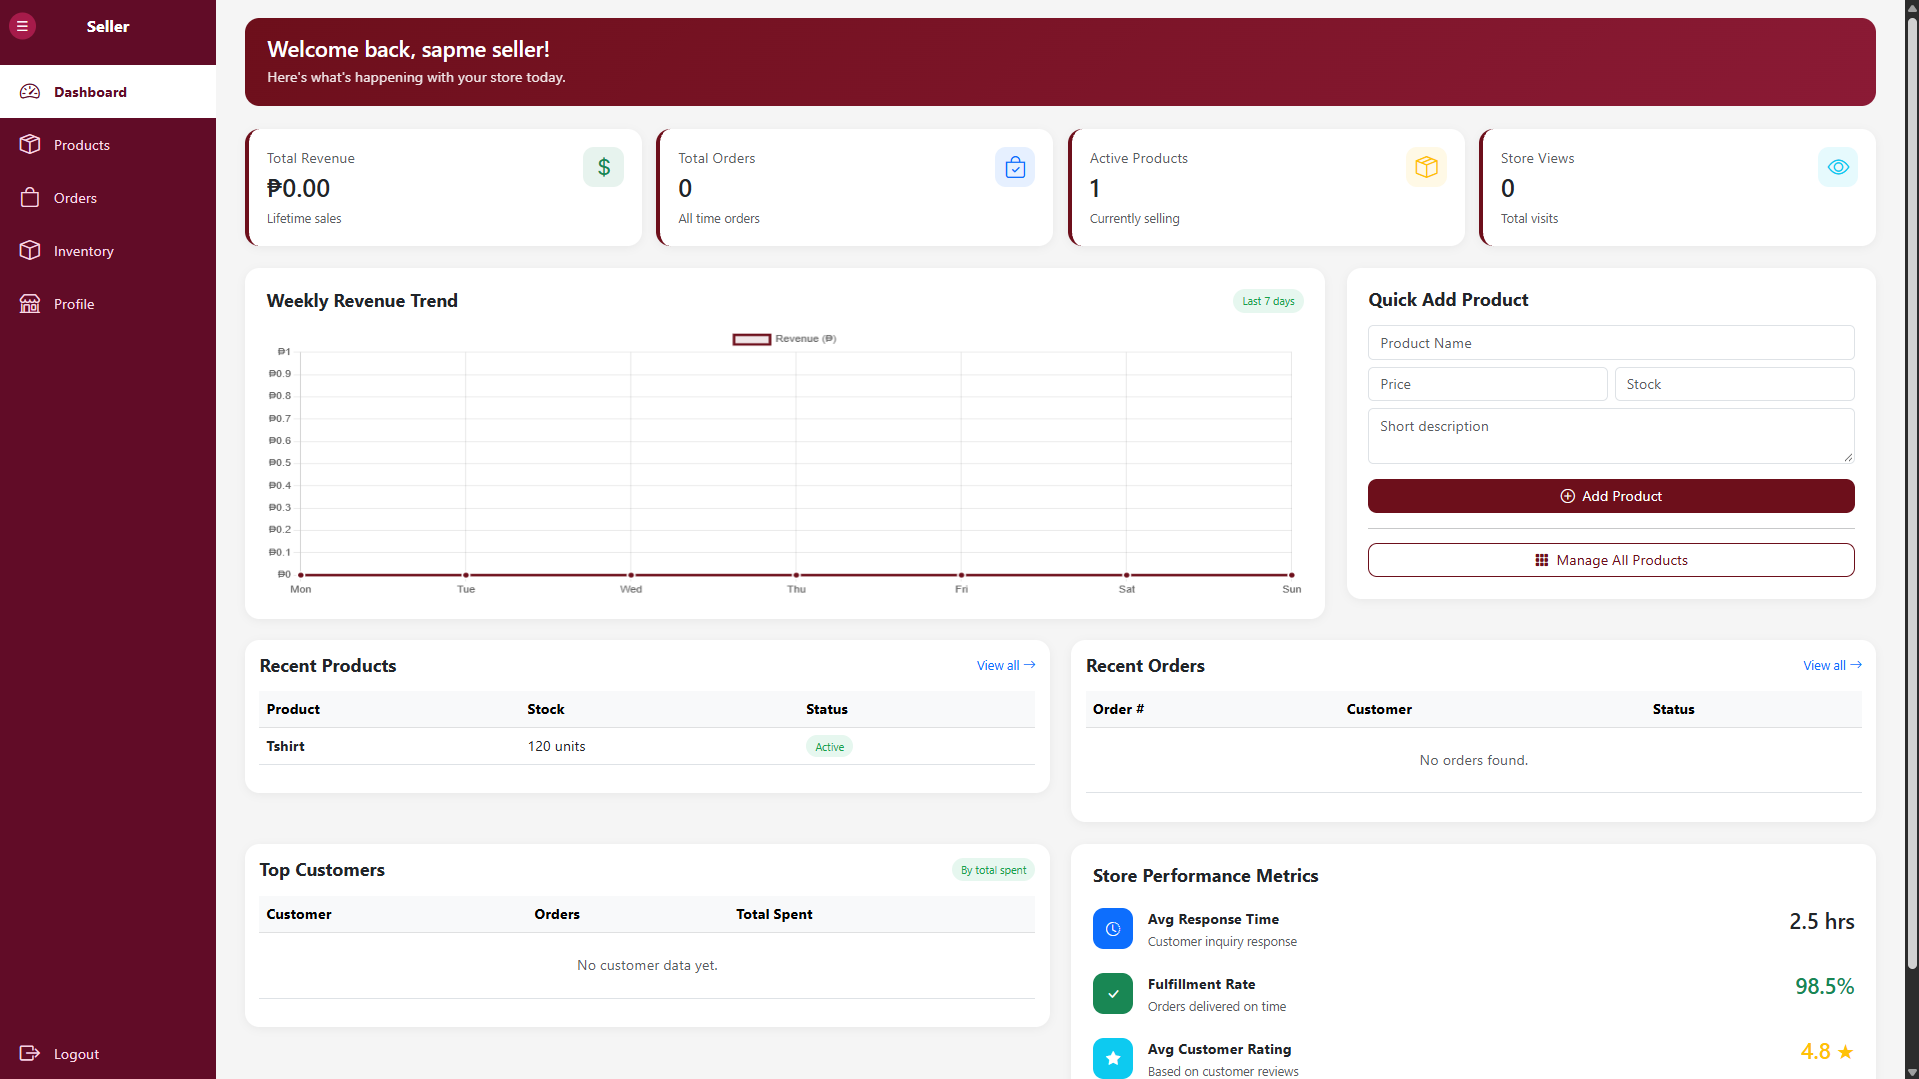 Seller
Dashboard
Products
Orders
Inventory
Profile
Logout
Welcome back, sapme seller!
Here's what's happening with your store today.
Total Revenue
₱0.00
Lifetime sales
Total Orders
0
All time orders
Active Products
1
Currently selling
Store Views
0
Total visits
Weekly Revenue Trend
Last 7 days
Revenue (₱)
₱1
₱0.9
₱0.8
₱0.7
₱0.6
₱0.5
₱0.4
₱0.3
₱0.2
₱0.1
₱0
Mon Tue Wed Thu Fri Sat Sun
Quick Add Product
Product Name
Price Stock
Short description
Add Product
Manage All Products
Recent Products View all →
Product Stock Status
Tshirt 120 units Active
Recent Orders View all →
Order # Customer Status
No orders found.
Top Customers By total spent
Customer Orders Total Spent
No customer data yet.
Store Performance Metrics
Avg Response Time
Customer inquiry response
2.5 hrs
Fulfillment Rate
Orders delivered on time
98.5%
Avg Customer Rating
Based on customer reviews
4.8 ★